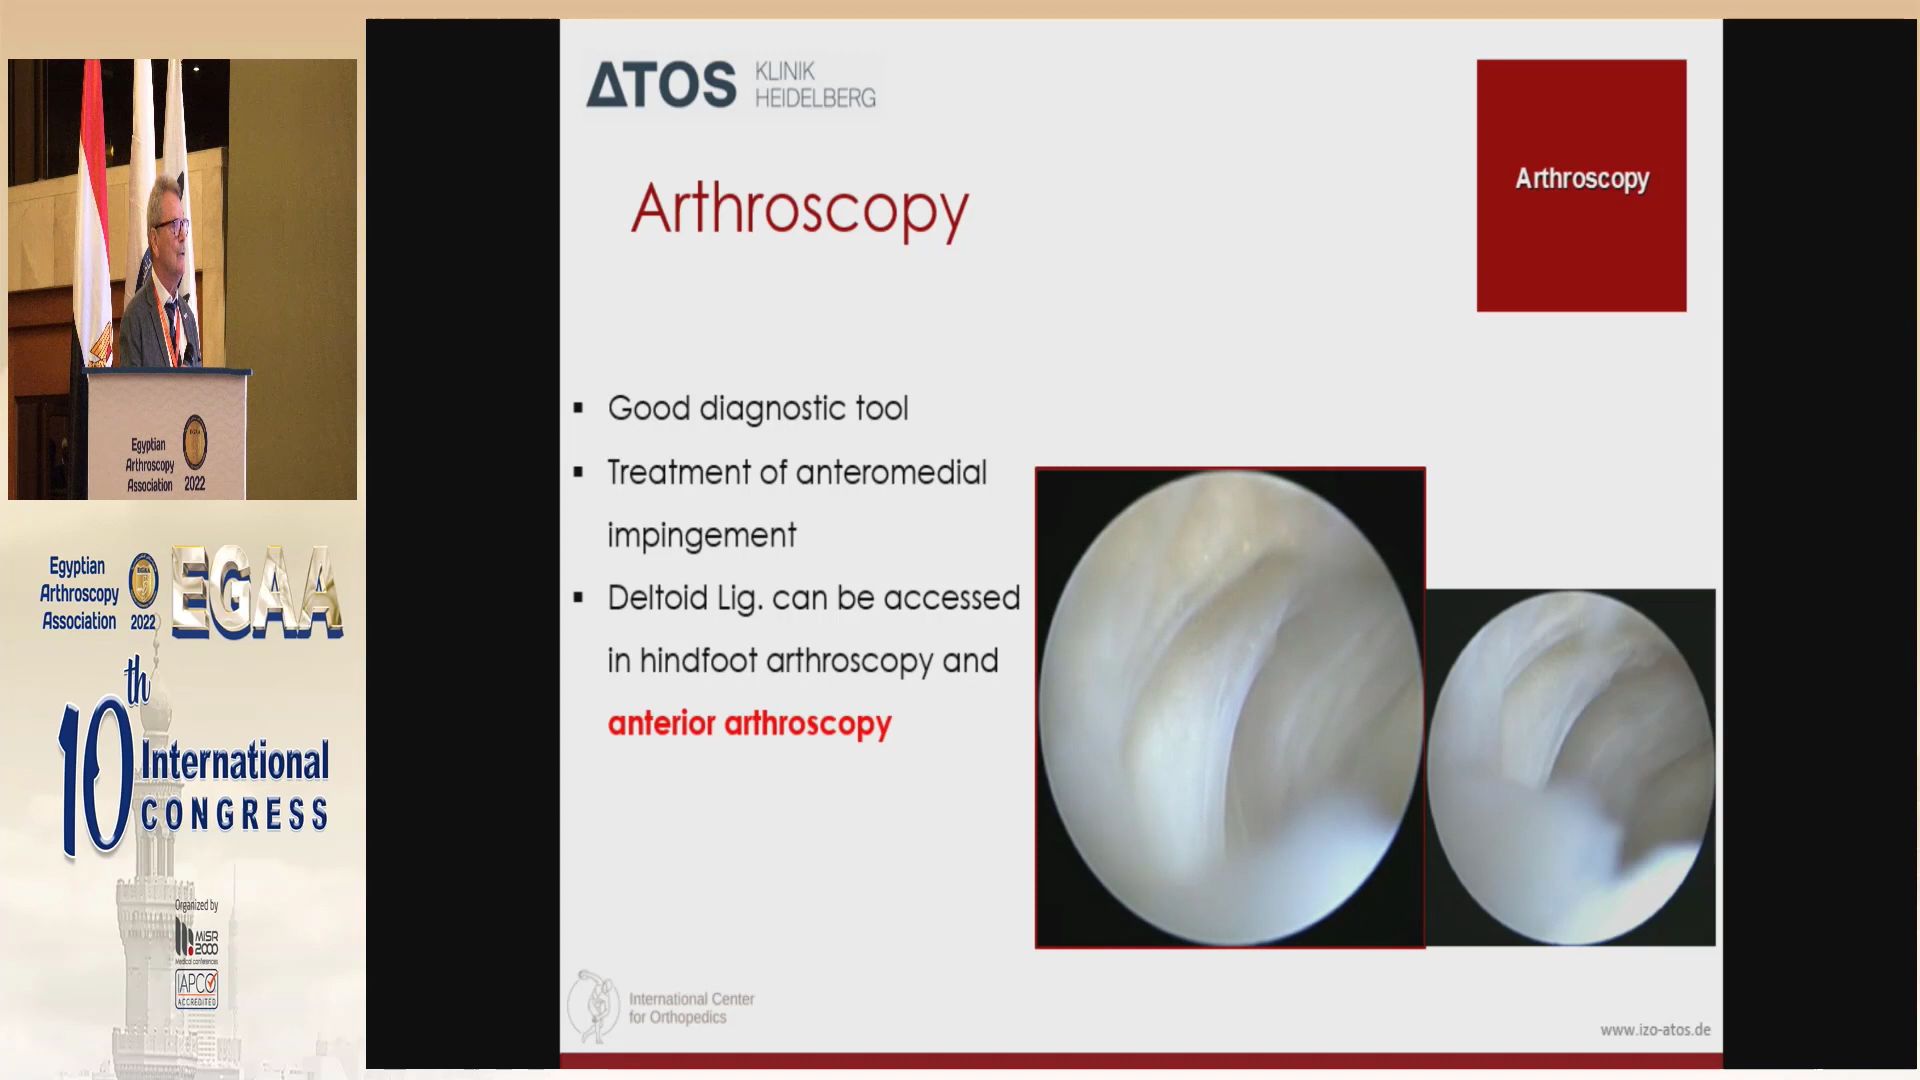 Egyptian
Arthroscopy
Association 2022
Egyptian
Arthroscopy
Association 2022
EGAA
10th
International
CONGRESS
Organized by
MiSR
2000
Medical conferences
IAPCO
ACCREDITED
ATOS KLINIK
HEIDELBERG
Arthroscopy
Arthroscopy
▪ Good diagnostic tool
▪ Treatment of anteromedial
impingement
▪ Deltoid Lig. can be accessed
in hindfoot arthroscopy and
anterior arthroscopy
International Center
for Orthopedics
www.izo-atos.de